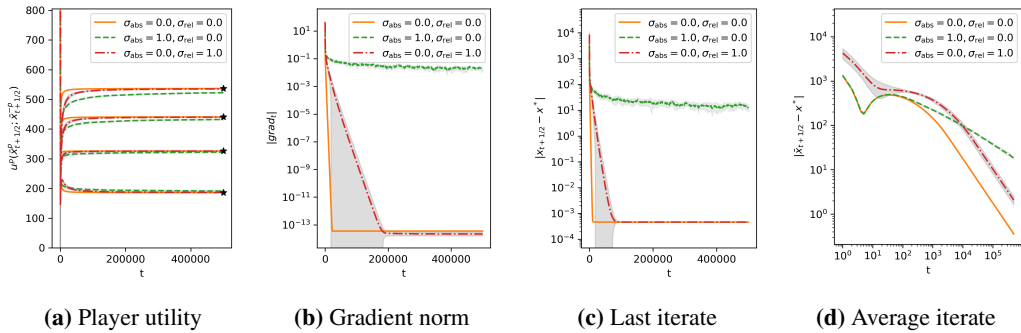 σ_abs = 0.0, σ_rel = 0.0
σ_abs = 1.0, σ_rel = 0.0
σ_abs = 0.0, σ_rel = 1.0
800
700
600
500
400
300
200
100
0
0 200000 400000
t
(a) Player utility
σ_abs = 0.0, σ_rel = 0.0
σ_abs = 1.0, σ_rel = 0.0
σ_abs = 0.0, σ_rel = 1.0
|grad_t|
10^1
10^-1
10^-3
10^-5
10^-7
10^-9
10^-11
10^-13
0 200000 400000
t
(b) Gradient norm
σ_abs = 0.0, σ_rel = 0.0
σ_abs = 1.0, σ_rel = 0.0
σ_abs = 0.0, σ_rel = 1.0
|x_{t+1/2} − x*|
10^4
10^3
10^2
10^1
10^0
10^-1
10^-2
10^-3
10^-4
0 200000 400000
t
(c) Last iterate
σ_abs = 0.0, σ_rel = 0.0
σ_abs = 1.0, σ_rel = 0.0
σ_abs = 0.0, σ_rel = 1.0
|x̄_{t+1/2} − x*|
10^4
10^3
10^2
10^1
10^0
10^0 10^1 10^2 10^3 10^4 10^5
t
(d) Average iterate